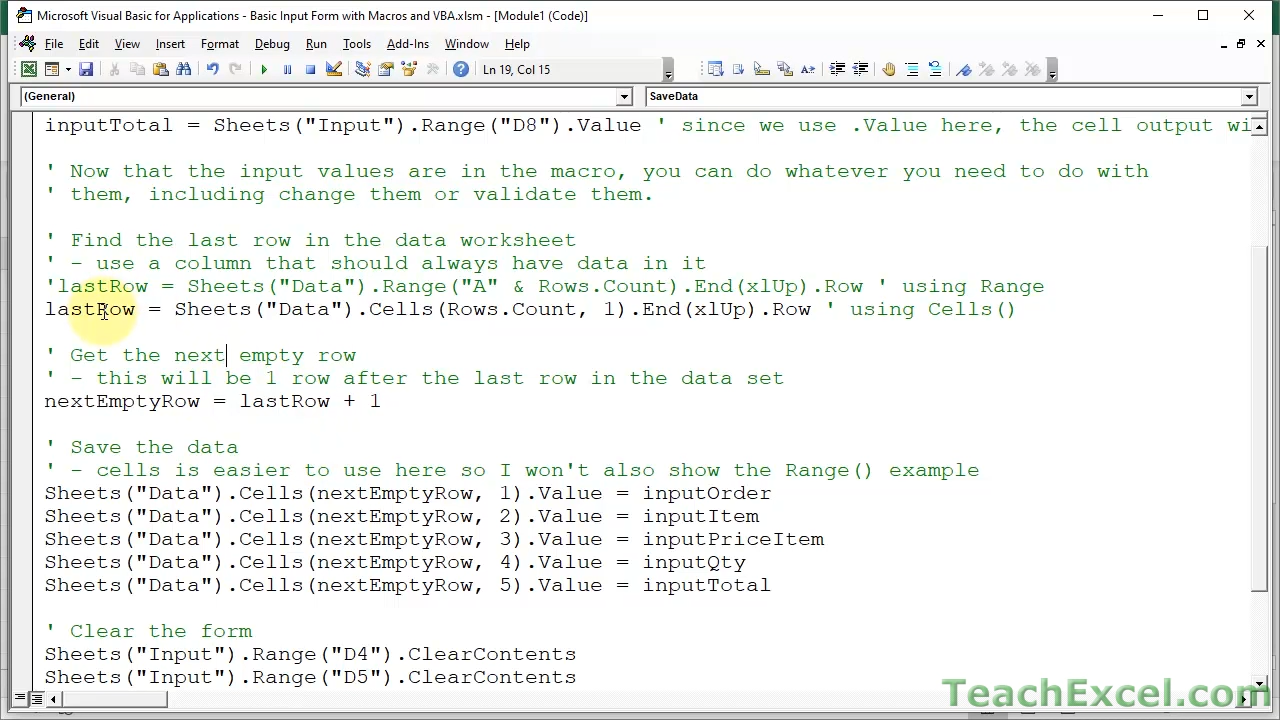 Microsoft Visual Basic for Applications - Basic Input Form with Macros and VBA.xlsm - [Module1 (Code)]
File Edit View Insert Format Debug Run Tools Add-Ins Window Help
Ln 19, Col 15
(General) SaveData
inputTotal = Sheets("Input").Range("D8").Value ' since we use .Value here, the cell output wi
' Now that the input values are in the macro, you can do whatever you need to do with
' them, including change them or validate them.
' Find the last row in the data worksheet
' - use a column that should always have data in it
'lastRow = Sheets("Data").Range("A" & Rows.Count).End(xlUp).Row ' using Range
lastRow = Sheets("Data").Cells(Rows.Count, 1).End(xlUp).Row ' using Cells()
' Get the next empty row
' - this will be 1 row after the last row in the data set
nextEmptyRow = lastRow + 1
' Save the data
' - cells is easier to use here so I won't also show the Range() example
Sheets("Data").Cells(nextEmptyRow, 1).Value = inputOrder
Sheets("Data").Cells(nextEmptyRow, 2).Value = inputItem
Sheets("Data").Cells(nextEmptyRow, 3).Value = inputPriceItem
Sheets("Data").Cells(nextEmptyRow, 4).Value = inputQty
Sheets("Data").Cells(nextEmptyRow, 5).Value = inputTotal
' Clear the form
Sheets("Input").Range("D4").ClearContents
Sheets("Input").Range("D5").ClearContents
TeachExcel.com